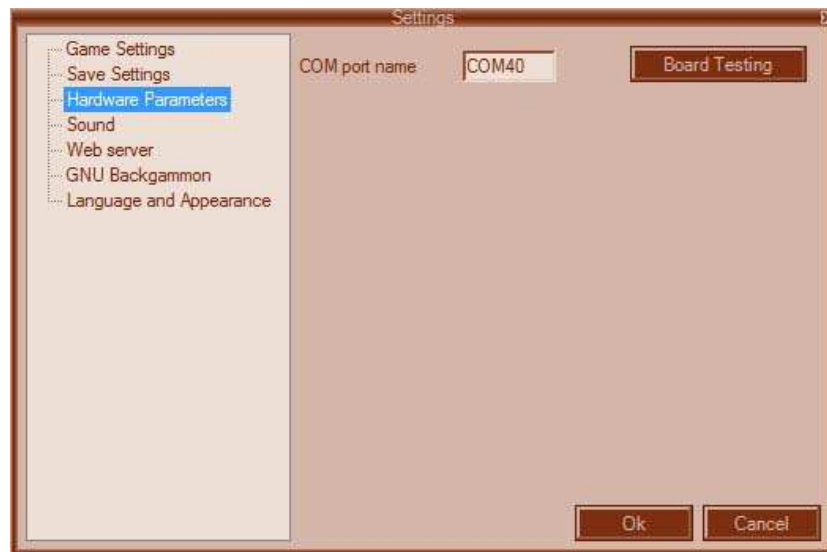 Settings
Game Settings
Save Settings
Hardware Parameters
Sound
Web server
GNU Backgammon
Language and Appearance
COM port name
COM40
Board Testing
Ok
Cancel